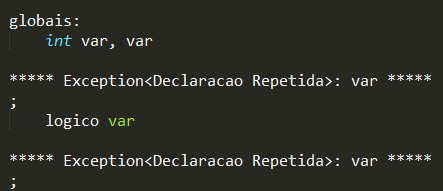 globais:
    int var, var

***** Exception<Declaracao Repetida>: var *****
;
    logico var

***** Exception<Declaracao Repetida>: var *****
;